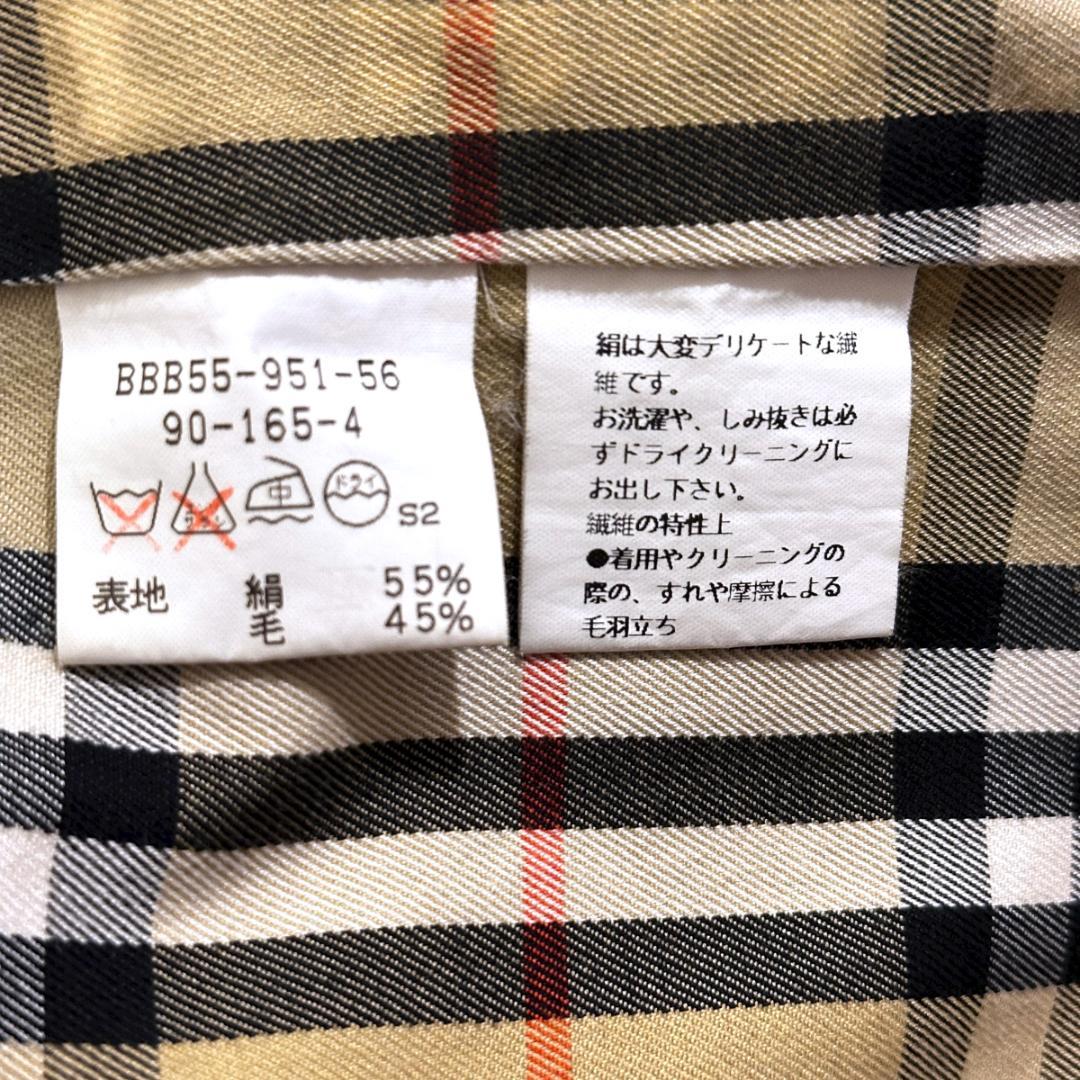 BBB55-951-56
90-165-4
中
ドライ
S2
表地 絹 55%
毛 45%
絹は大変デリケートな繊
維です。
お洗濯や、しみ抜きは必
ずドライクリーニングに
お出し下さい。
繊維の特性上
●着用やクリーニングの
際の、すれや摩擦による
毛羽立ち